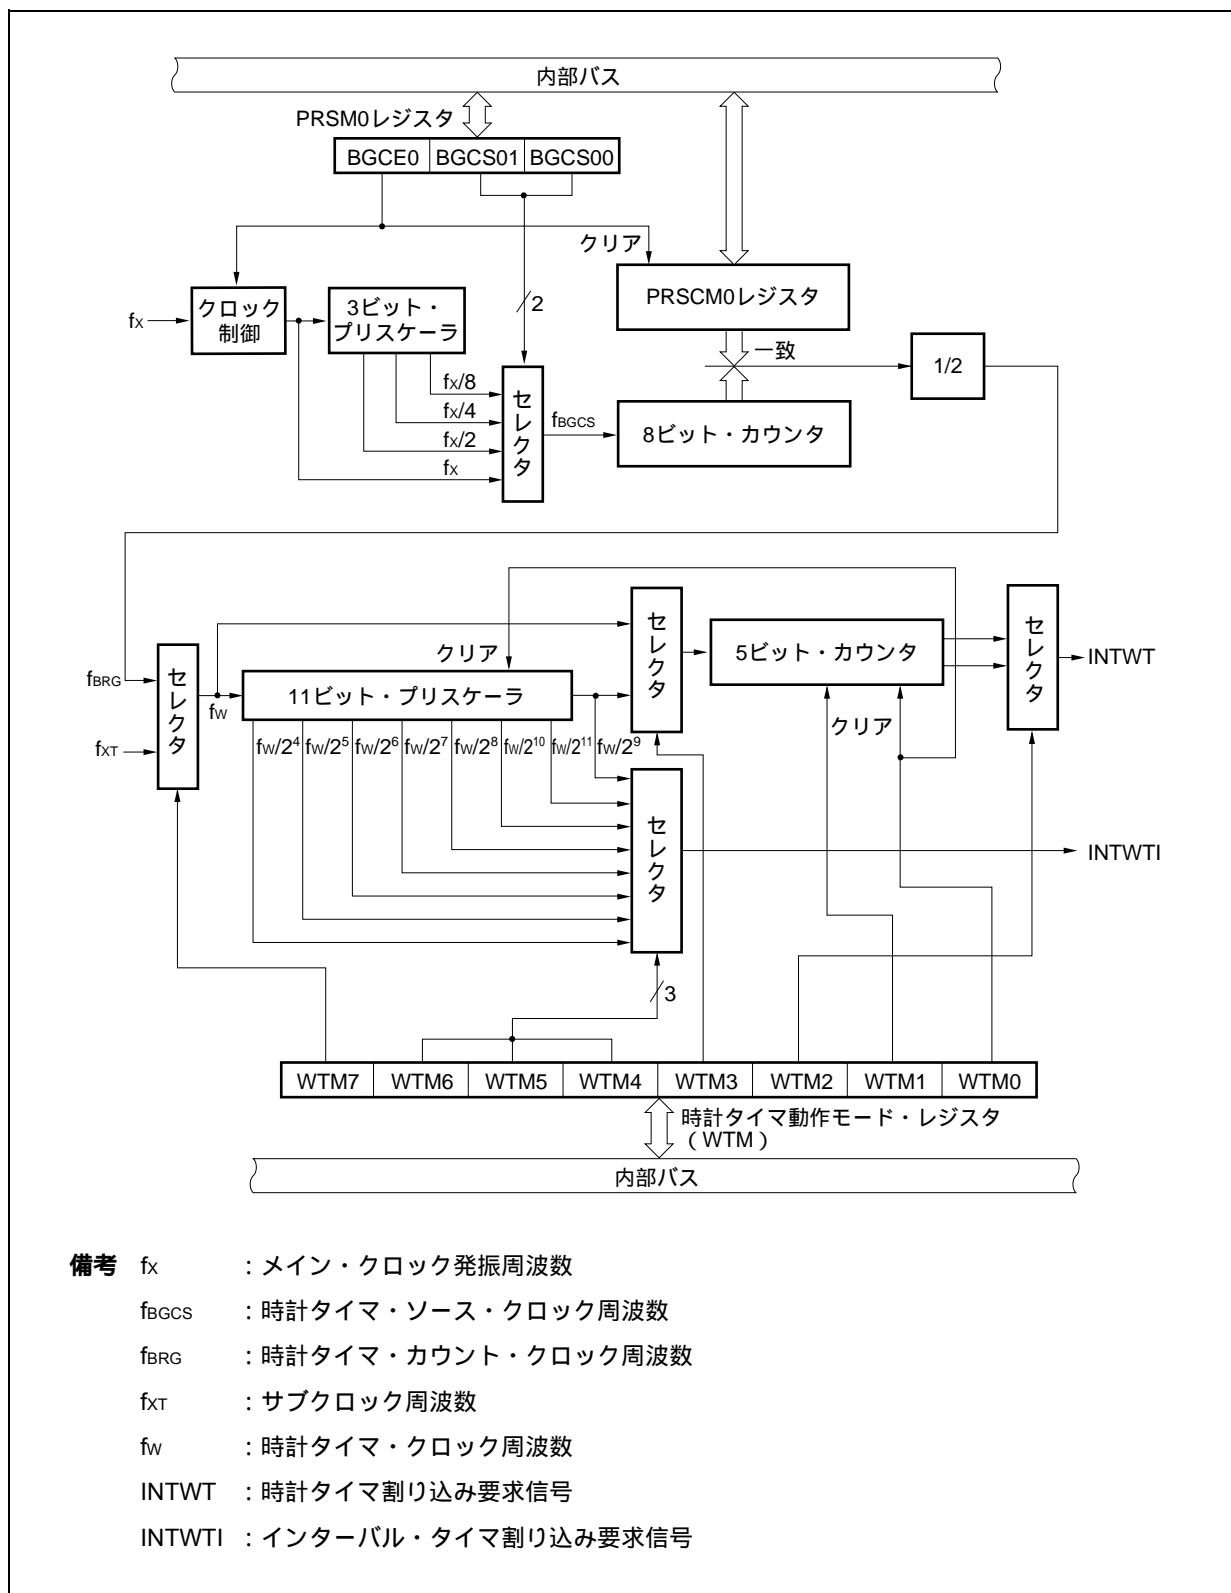 内部バス
PRSM0レジスタ
BGCE0 BGCS01 BGCS00
クリア
PRSCM0レジスタ
fX
クロック
制御
3ビット・
プリスケーラ
2
一致
1/2
fX/8
fX/4
fX/2
fX
セレクタ
fBGCS
8ビット・カウンタ
セレクタ
セレクタ
クリア
5ビット・カウンタ
INTWT
fBRG
セレクタ
fW
11ビット・プリスケーラ
クリア
fXT
fW/2⁴ fW/2⁵ fW/2⁶ fW/2⁷ fW/2⁸ fW/2¹⁰ fW/2¹¹ fW/2⁹
セレクタ
INTWTI
3
WTM7 WTM6 WTM5 WTM4 WTM3 WTM2 WTM1 WTM0
時計タイマ動作モード・レジスタ
（WTM）
内部バス
備考 fX ：メイン・クロック発振周波数
fBGCS ：時計タイマ・ソース・クロック周波数
fBRG ：時計タイマ・カウント・クロック周波数
fXT ：サブクロック周波数
fW ：時計タイマ・クロック周波数
INTWT ：時計タイマ割り込み要求信号
INTWTI ：インターバル・タイマ割り込み要求信号